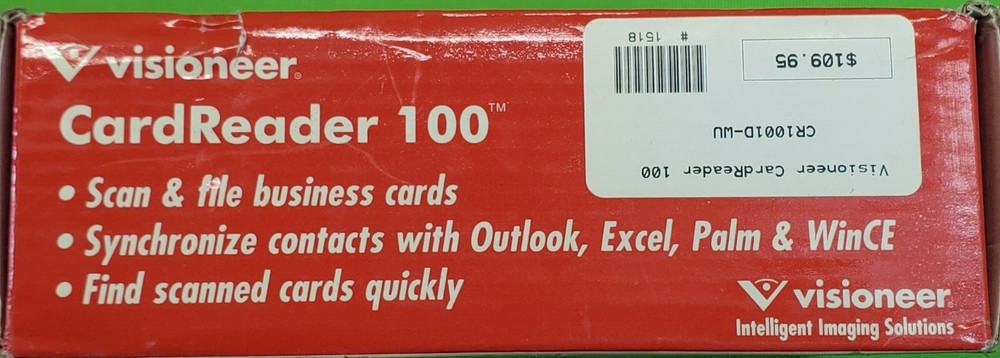 visioneer®
CardReader 100™
• Scan & file business cards
• Synchronize contacts with Outlook, Excel, Palm & WinCE
• Find scanned cards quickly
Visioneer CardReader 100
CR1001D-WU
$109.95
# 1518
visioneer
Intelligent Imaging Solutions